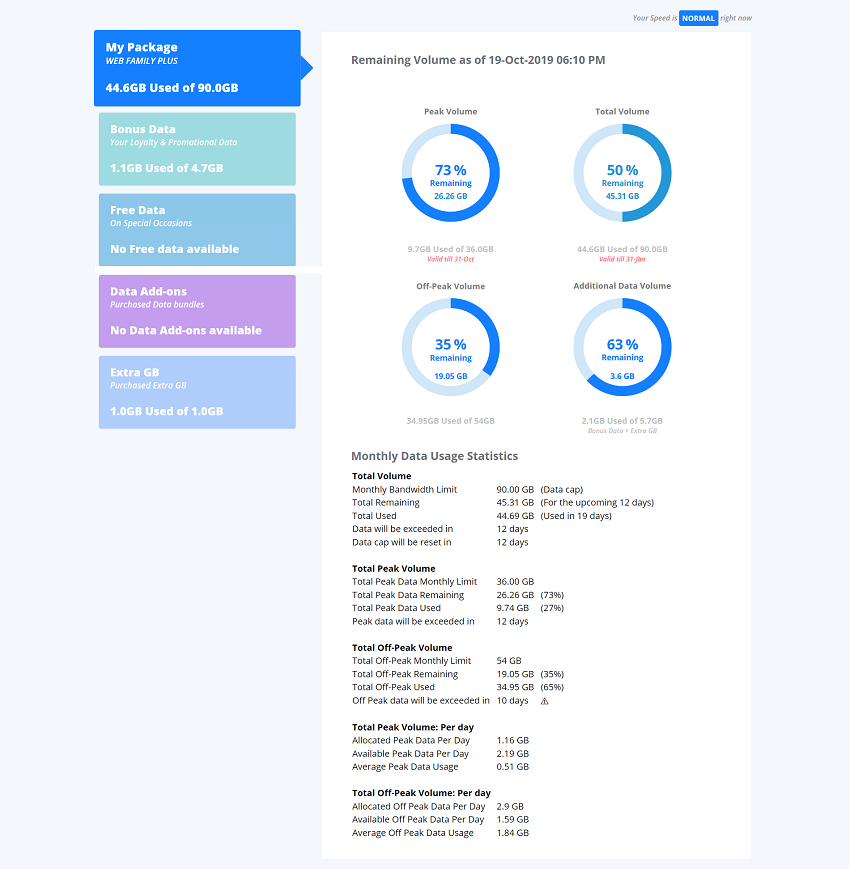 Your Speed is NORMAL right now
My Package
WEB FAMILY PLUS
44.6GB Used of 90.0GB
Bonus Data
Your Loyalty & Promotional Data
1.1GB Used of 4.7GB
Free Data
On Special Occasions
No Free data available
Data Add-ons
Purchased Data bundles
No Data Add-ons available
Extra GB
Purchased Extra GB
1.0GB Used of 1.0GB
Remaining Volume as of 19-Oct-2019 06:10 PM
Peak Volume
73 %
Remaining
26.26 GB
9.7GB Used of 36.0GB
Valid till 31-Oct
Total Volume
50 %
Remaining
45.31 GB
44.6GB Used of 90.0GB
Valid till 31-Jbn
Off-Peak Volume
35 %
Remaining
19.05 GB
34.95GB Used of 54GB
Additional Data Volume
63 %
Remaining
3.6 GB
2.1GB Used of 5.7GB
Bonus Data + Extra GB
Monthly Data Usage Statistics
Total Volume
Monthly Bandwidth Limit 90.00 GB (Data cap)
Total Remaining 45.31 GB (For the upcoming 12 days)
Total Used 44.69 GB (Used in 19 days)
Data will be exceeded in 12 days
Data cap will be reset in 12 days
Total Peak Volume
Total Peak Data Monthly Limit 36.00 GB
Total Peak Data Remaining 26.26 GB (73%)
Total Peak Data Used 9.74 GB (27%)
Peak data will be exceeded in 12 days
Total Off-Peak Volume
Total Off-Peak Monthly Limit 54 GB
Total Off-Peak Remaining 19.05 GB (35%)
Total Off-Peak Used 34.95 GB (65%)
Off Peak data will be exceeded in 10 days ⚠
Total Peak Volume: Per day
Allocated Peak Data Per Day 1.16 GB
Available Peak Data Per Day 2.19 GB
Average Peak Data Usage 0.51 GB
Total Off-Peak Volume: Per day
Allocated Off Peak Data Per Day 2.9 GB
Available Off Peak Data Per Day 1.59 GB
Average Off Peak Data Usage 1.84 GB